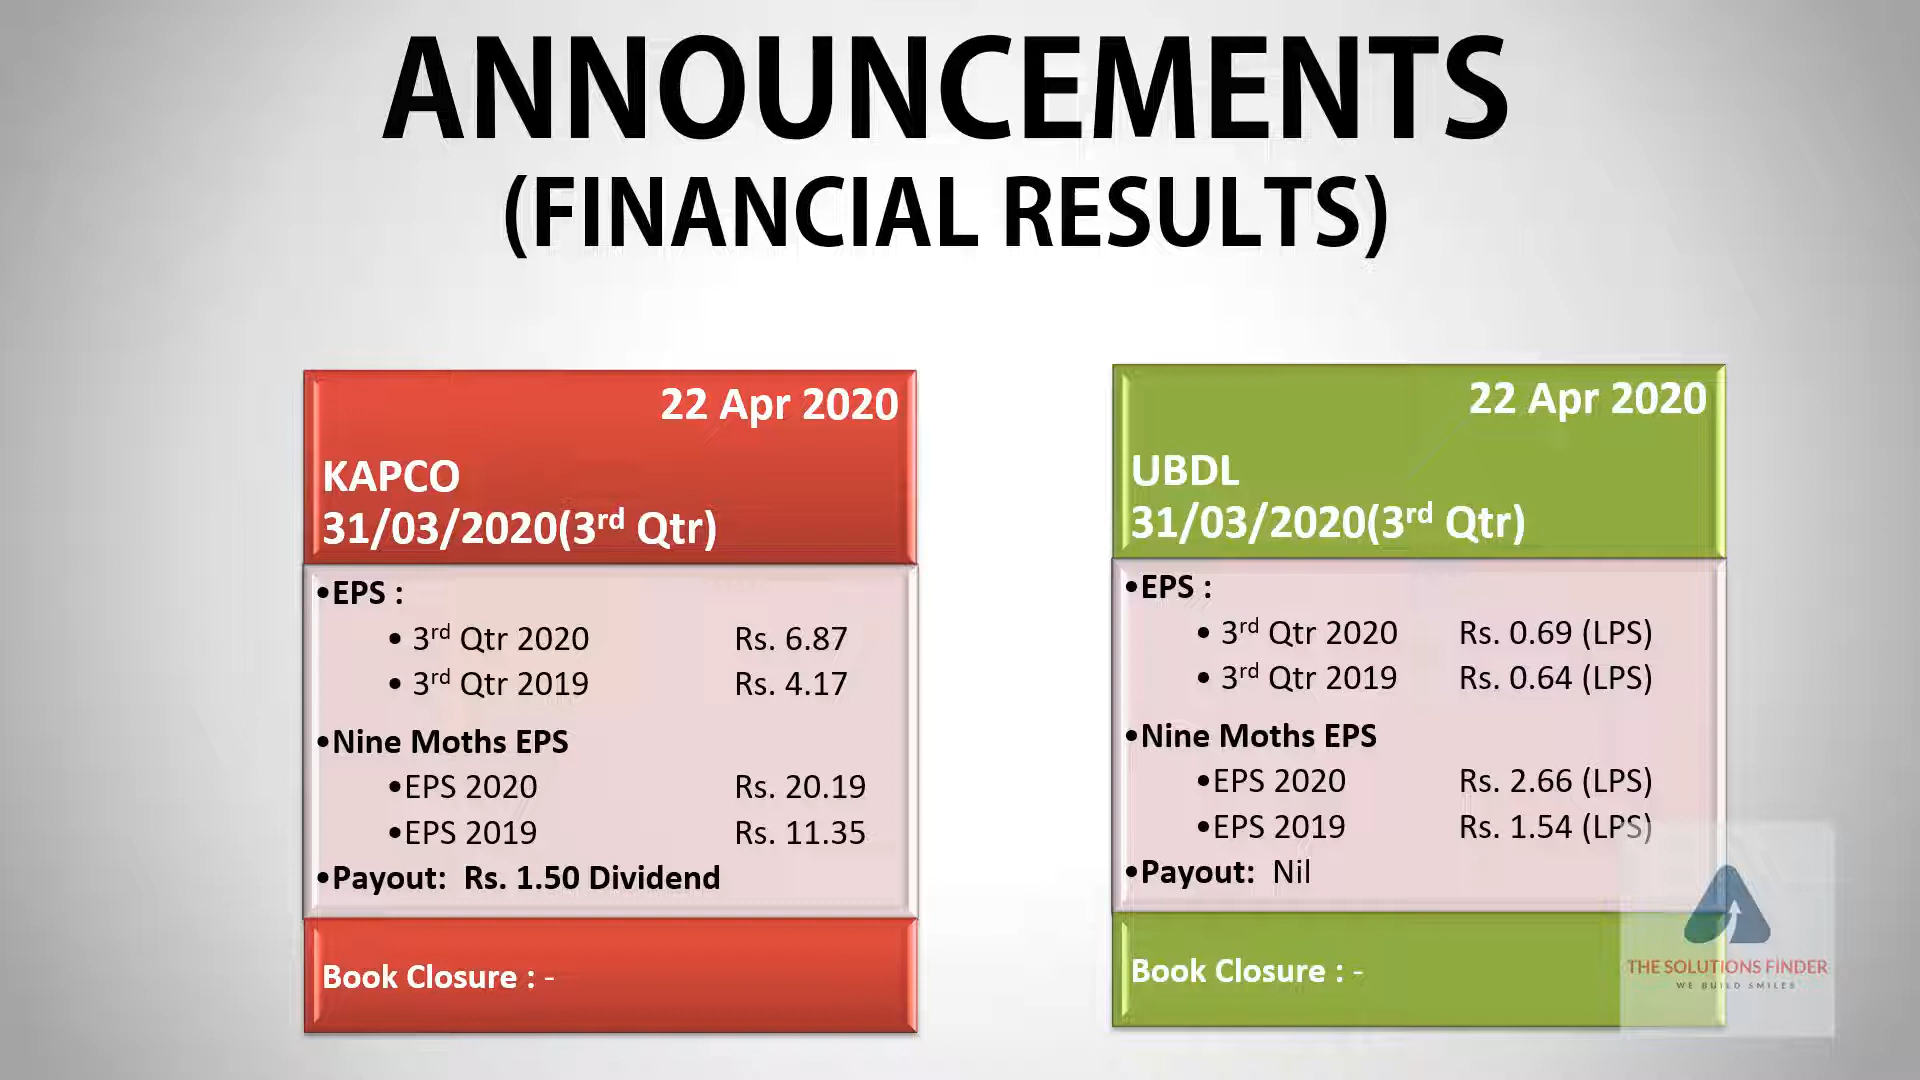 ANNOUNCEMENTS
(FINANCIAL RESULTS)
22 Apr 2020
KAPCO
31/03/2020(3rd Qtr)
•EPS :
• 3rd Qtr 2020 Rs. 6.87
• 3rd Qtr 2019 Rs. 4.17
•Nine Moths EPS
•EPS 2020 Rs. 20.19
•EPS 2019 Rs. 11.35
•Payout: Rs. 1.50 Dividend
Book Closure : -
22 Apr 2020
UBDL
31/03/2020(3rd Qtr)
•EPS :
• 3rd Qtr 2020 Rs. 0.69 (LPS)
• 3rd Qtr 2019 Rs. 0.64 (LPS)
•Nine Moths EPS
•EPS 2020 Rs. 2.66 (LPS)
•EPS 2019 Rs. 1.54 (LPS)
•Payout: Nil
Book Closure : -
THE SOLUTIONS FINDER
WE BUILD SMILES